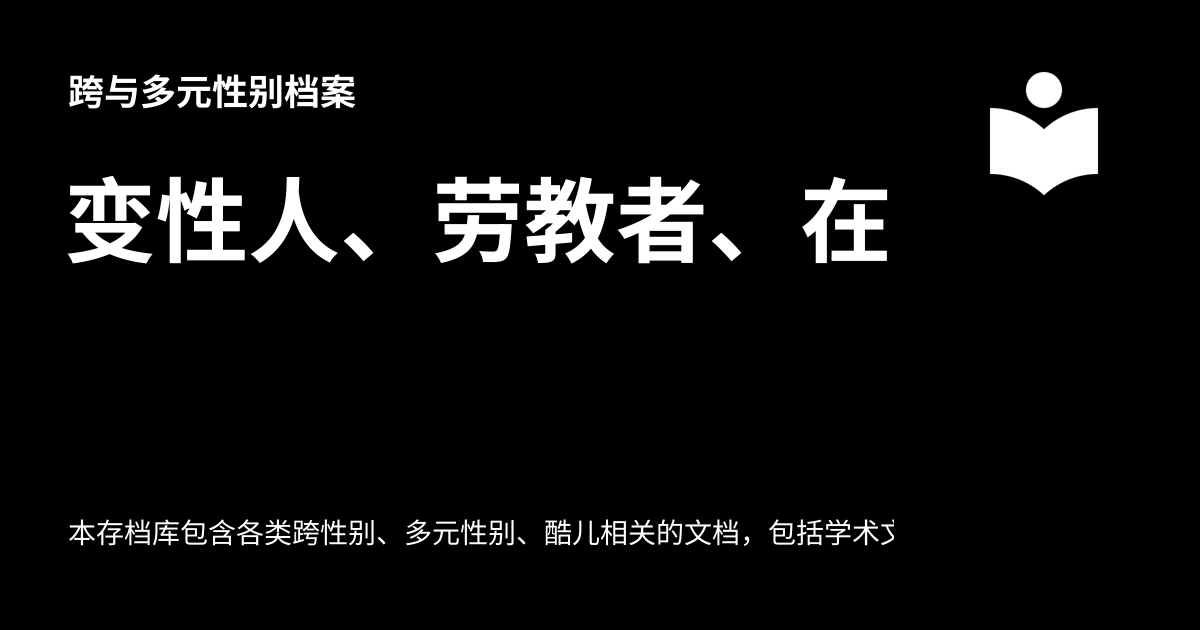 跨与多元性别档案
变性人、劳教者、在
本存档库包含各类跨性别、多元性别、酷儿相关的文档，包括学术